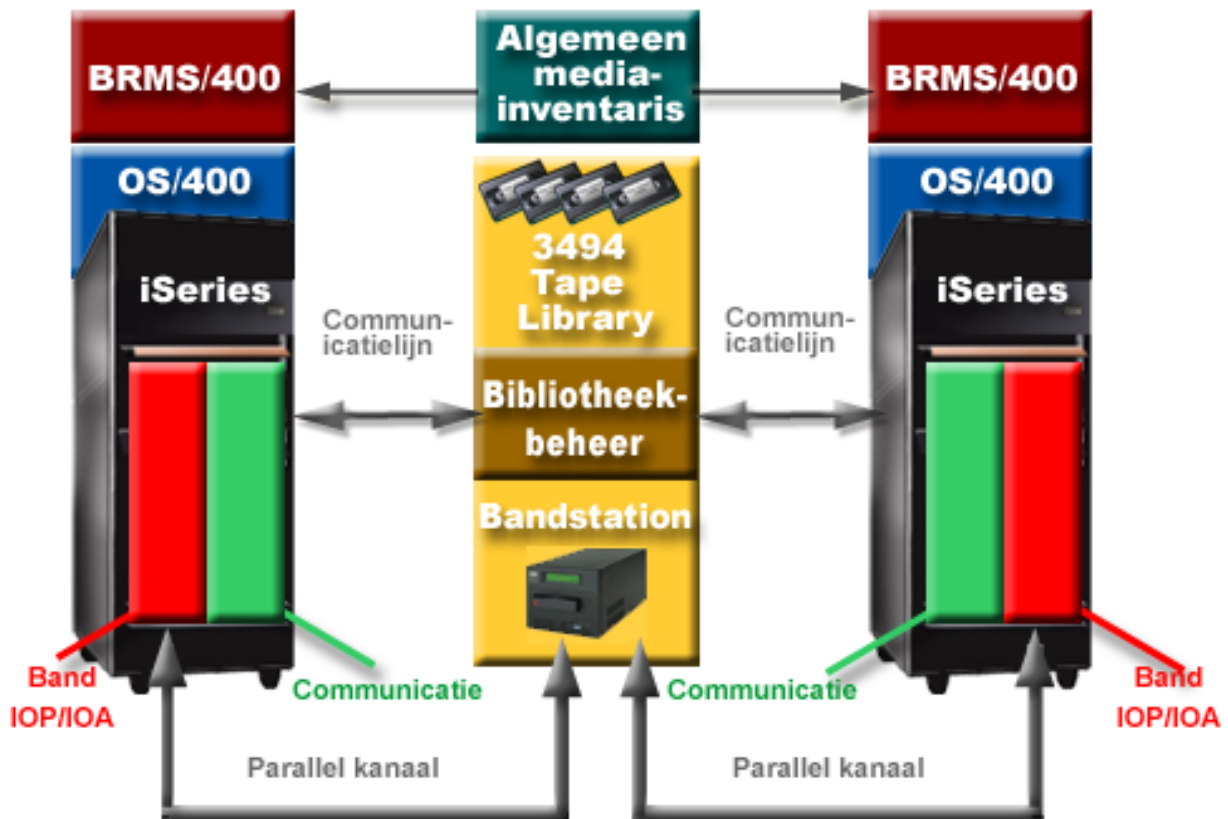 BRMS/400
Algemeen
media-
inventaris
BRMS/400
OS/400
3494
Tape
Library
OS/400
iSeries
iSeries
Commun-
icatielijn
Commun-
icatielijn
Bibliotheek-
beheer
Bandstation
Band
IOP/IOA
Communicatie
Communicatie
Band
IOP/IOA
Parallel kanaal
Parallel kanaal